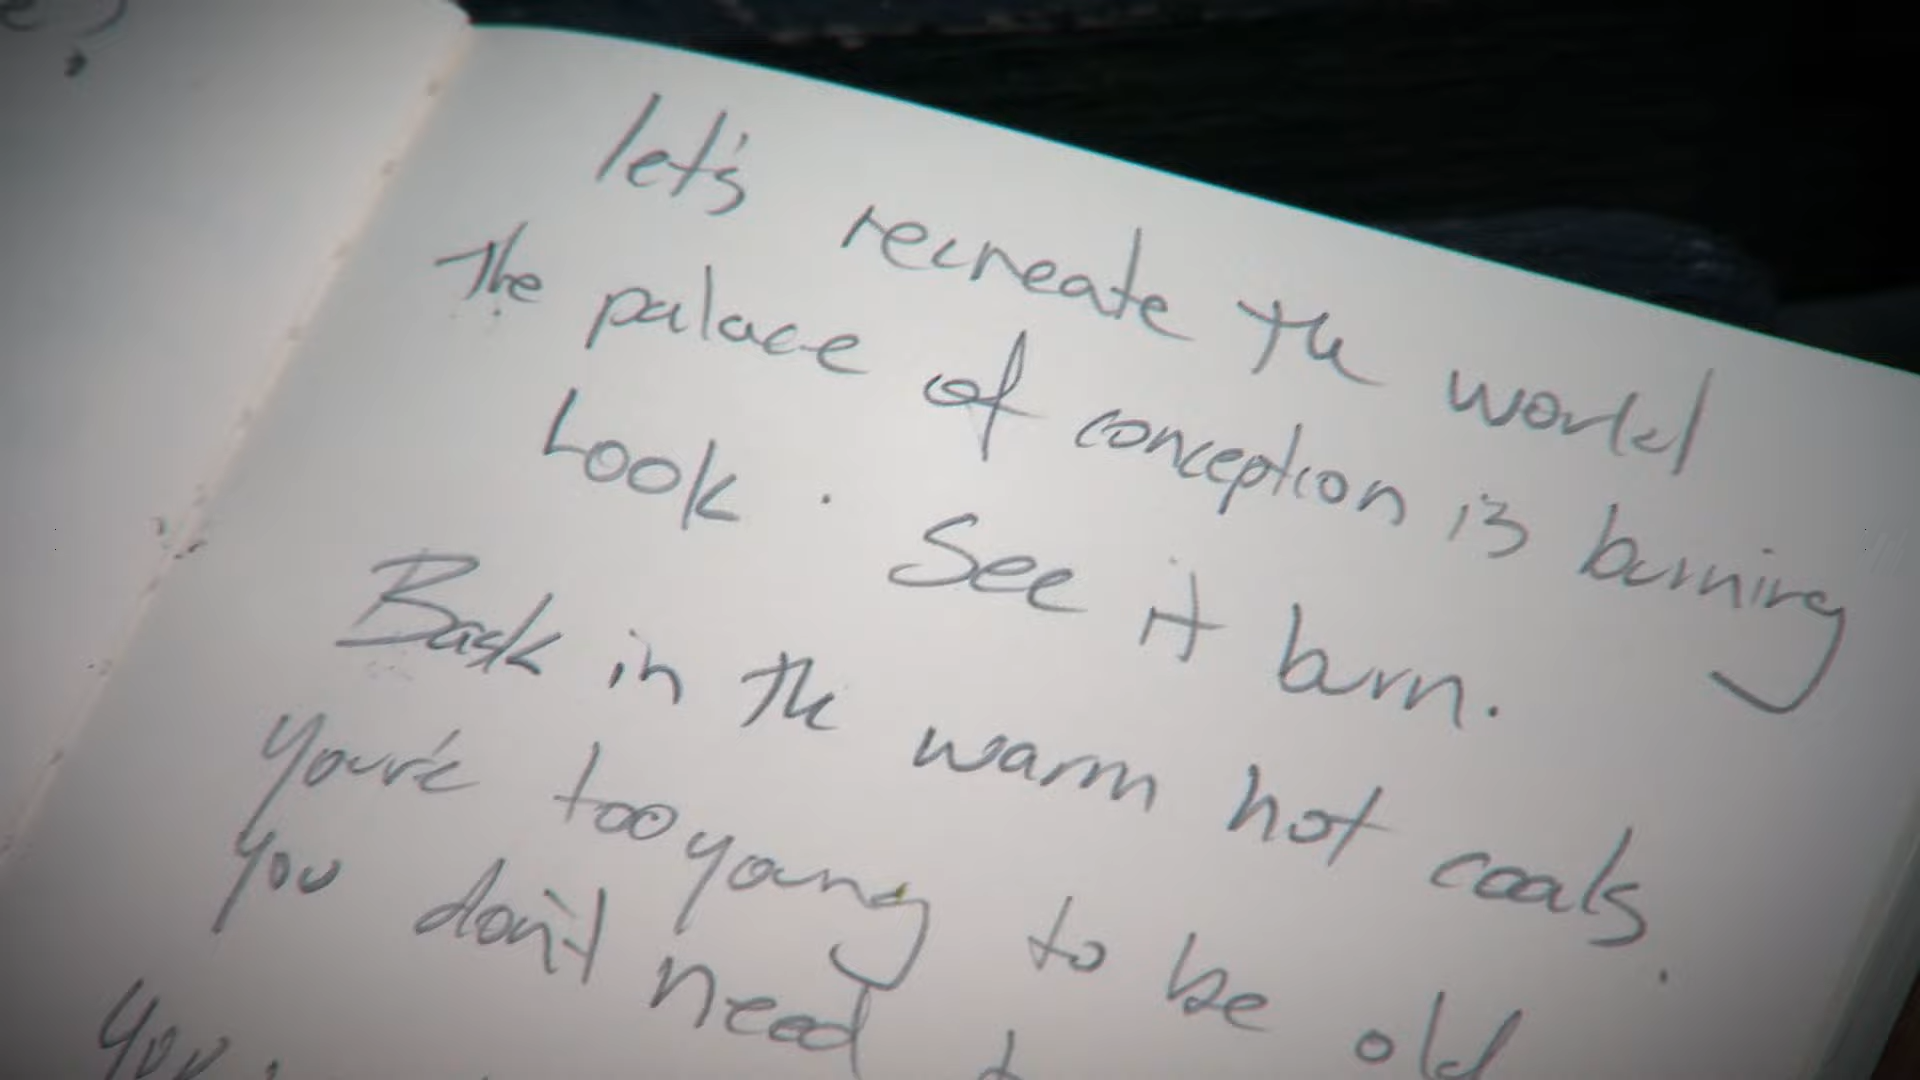 let's recreate the world
The palace of conception is burning
Look. See it burn.
Bask in the warm hot coals.
You're too young to be old
you don't need
You